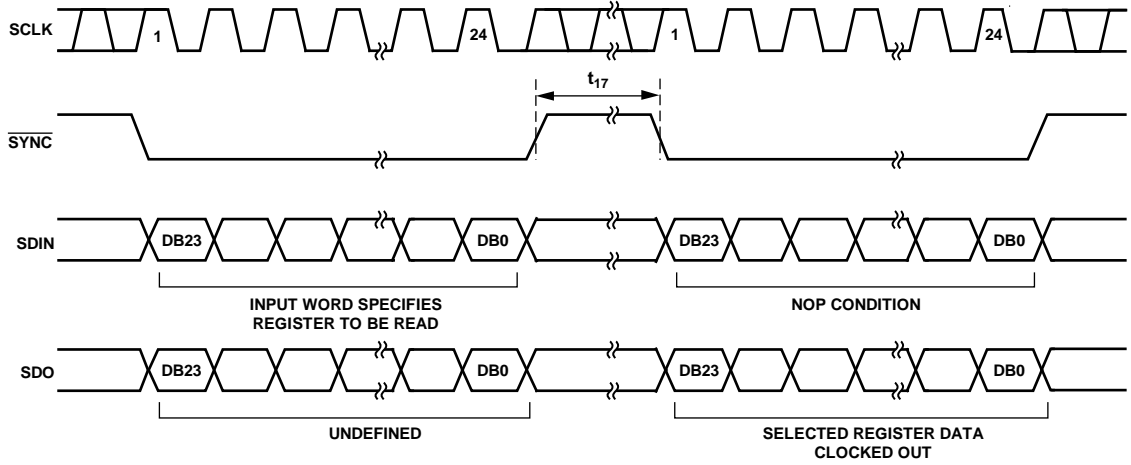 SCLK
1
24
1
24
t17
SYNC
SDIN
DB23
DB0
DB23
DB0
INPUT WORD SPECIFIES
REGISTER TO BE READ
NOP CONDITION
SDO
DB23
DB0
DB23
DB0
UNDEFINED
SELECTED REGISTER DATA
CLOCKED OUT